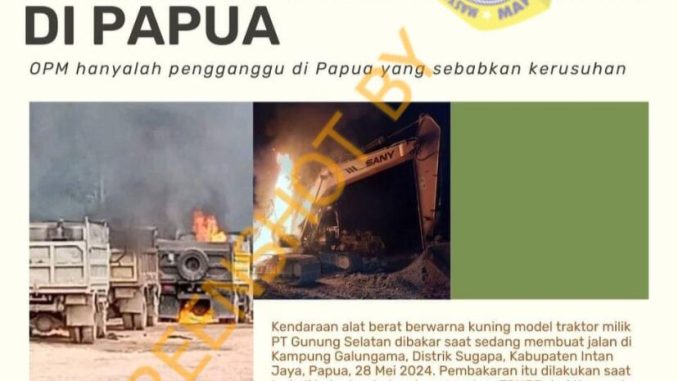 DI PAPUA
OPM hanyalah pengganggu di Papua yang sebabkan kerusuhan
SANY
REENSHOT BY
Kendaraan alat berat berwarna kuning model traktor milik
PT Gunung Selatan dibakar saat sedang membuat jalan di
Kampung Galungama, Distrik Sugapa, Kabupaten Intan
Jaya, Papua, 28 Mei 2024. Pembakaran itu dilakukan saat